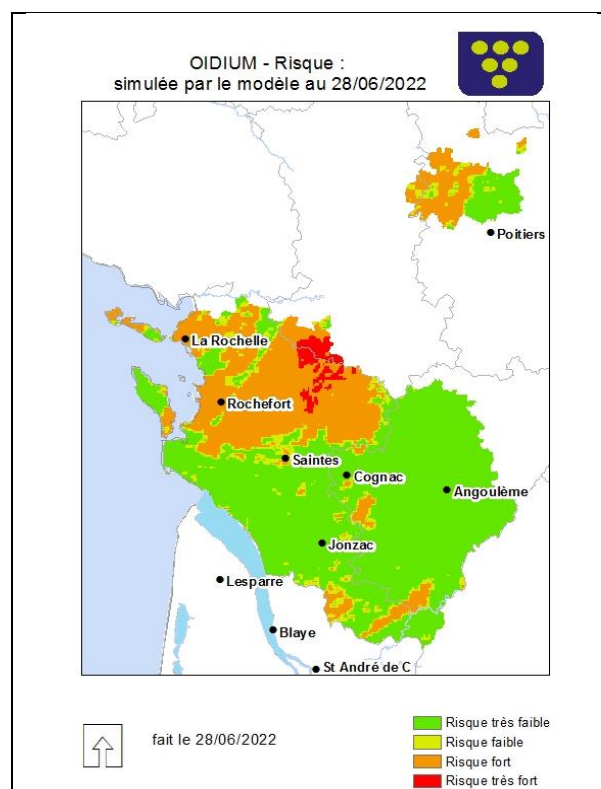 OIDIUM - Risque :
simulée par le modèle au 28/06/2022
Poitiers
La Rochelle
Rochefort
Saintes
Cognac
Angoulême
Jonzac
Lesparre
Blaye
St André de C
fait le 28/06/2022
Risque très faible
Risque faible
Risque fort
Risque très fort